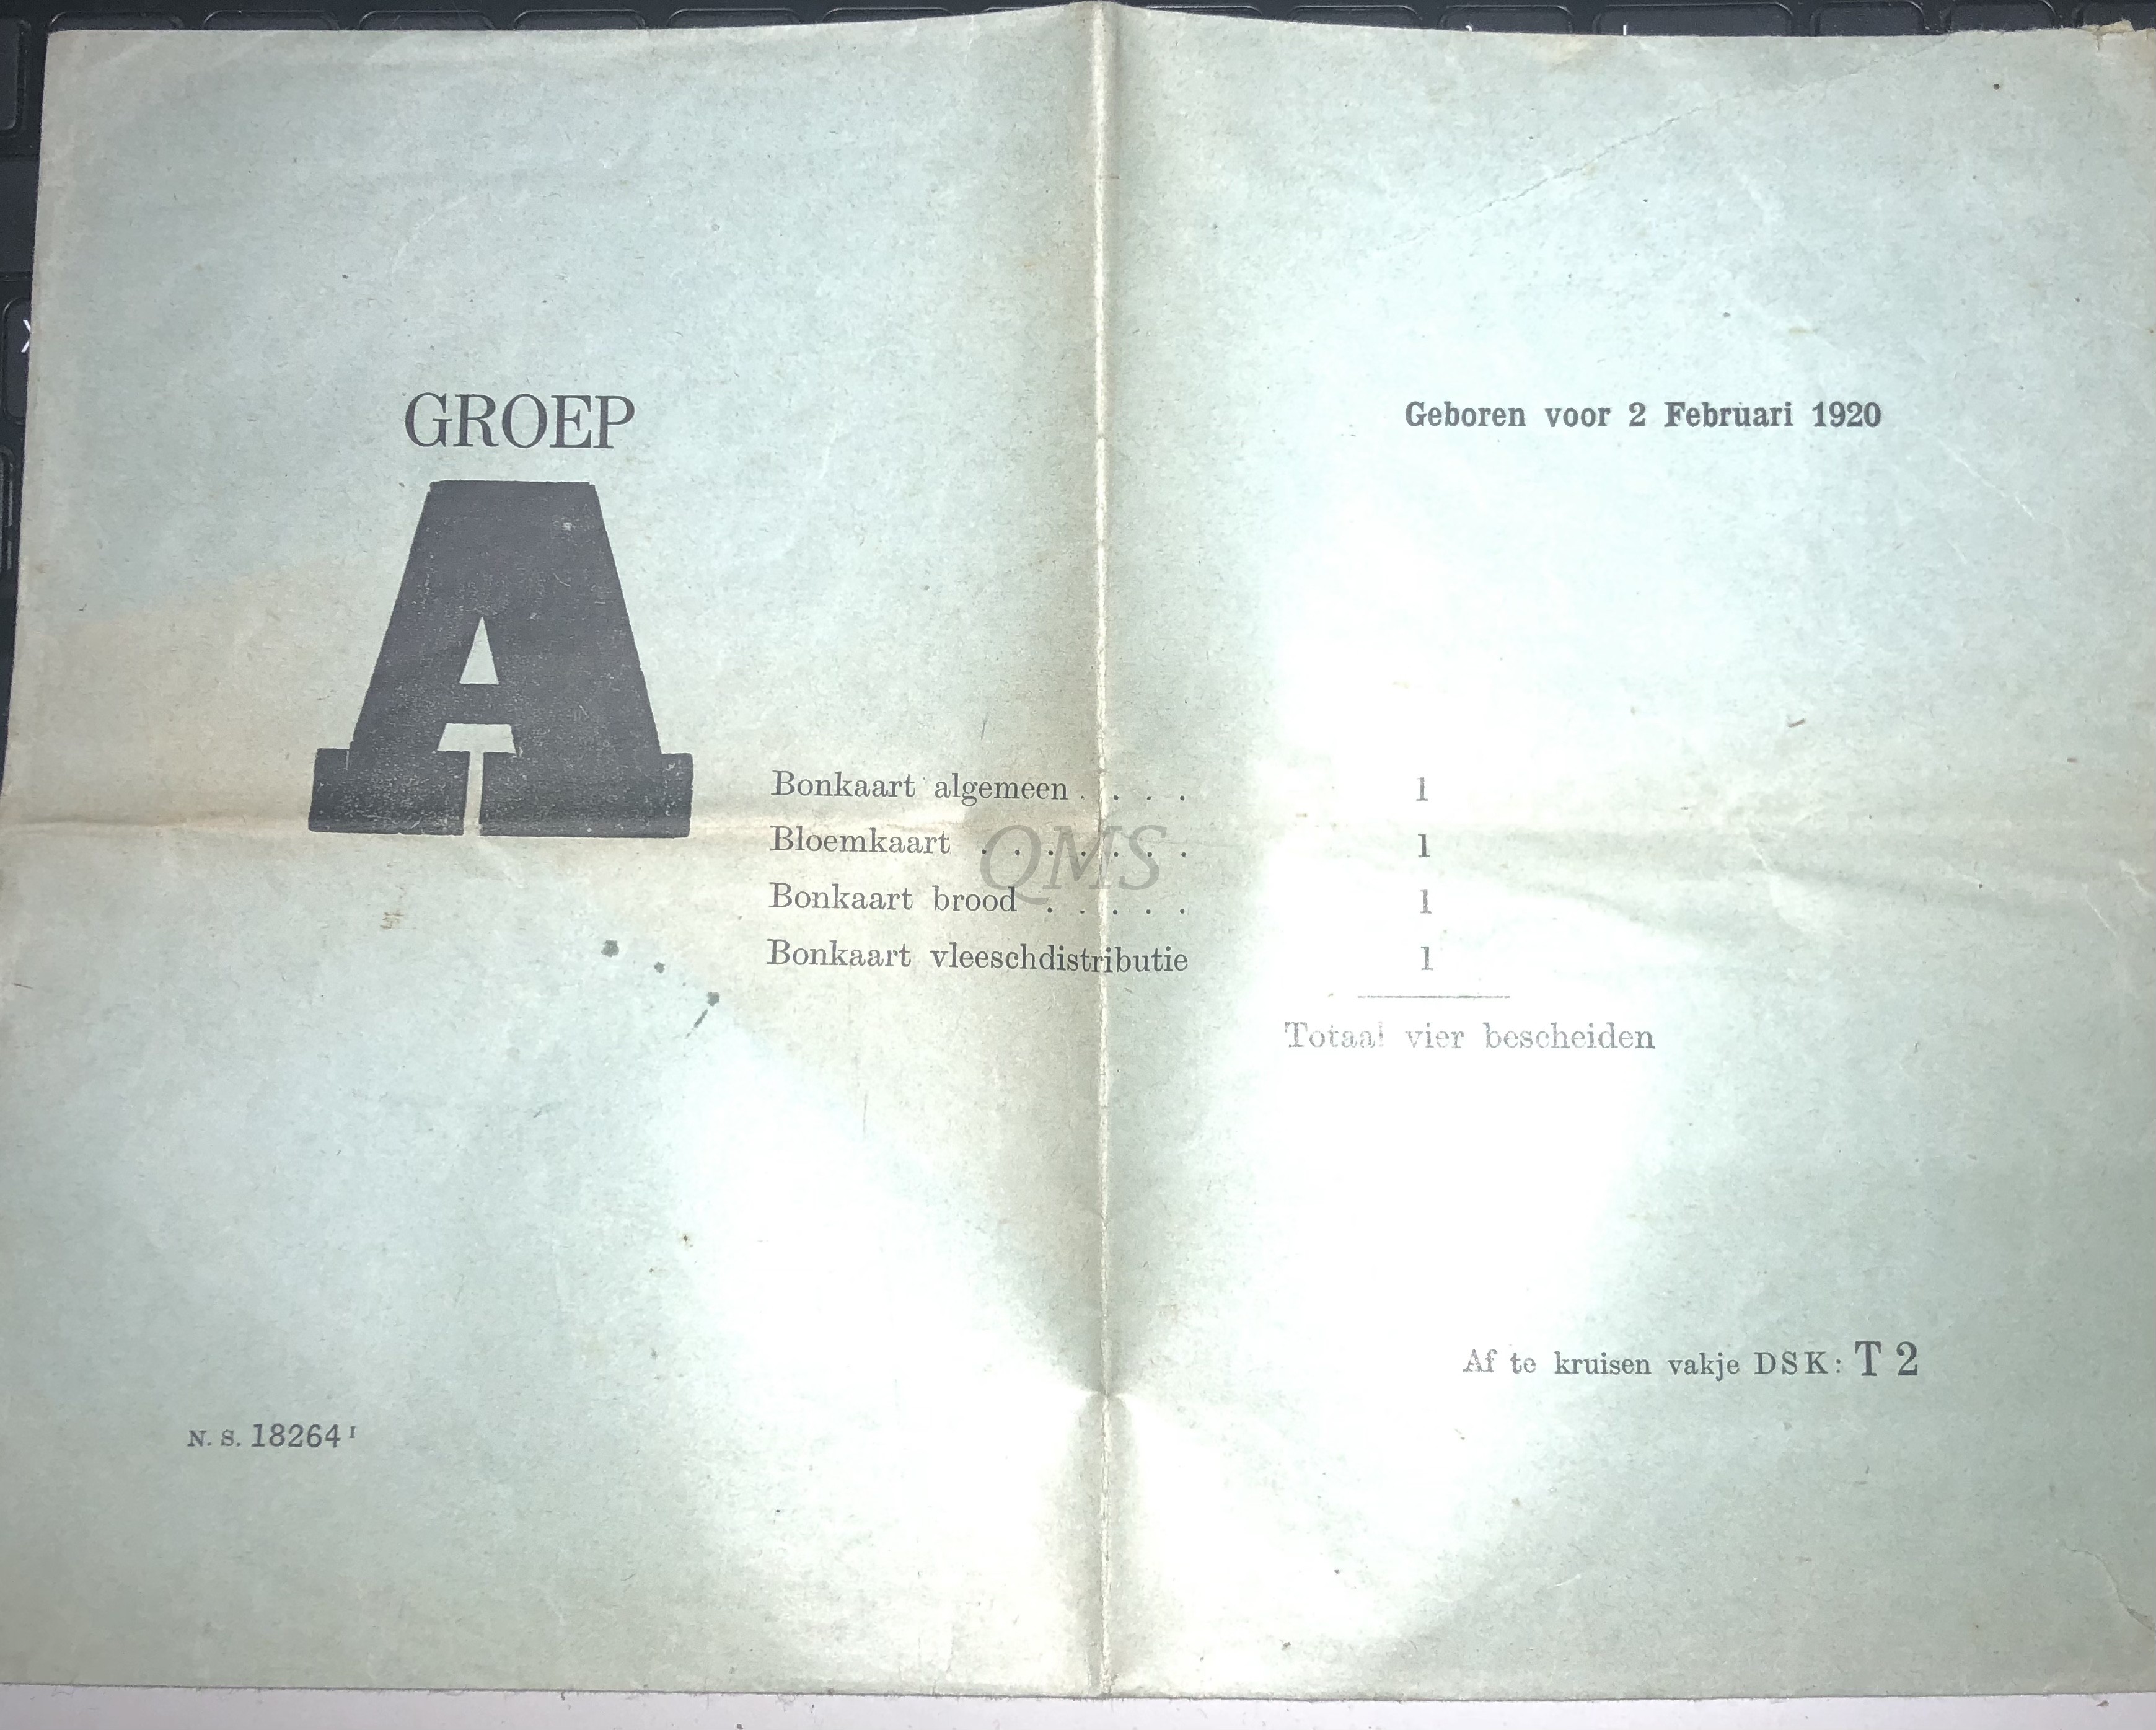 GROEP
A
Geboren voor 2 Februari 1920
Bonkaart algemeen . . . . 1
Bloemkaart . . . . . . . 1
Bonkaart brood . . . . . 1
Bonkaart vleeschdistributie 1
Totaal vier bescheiden
QMS
Af te kruisen vakje DSK: T 2
N. S. 18264 I